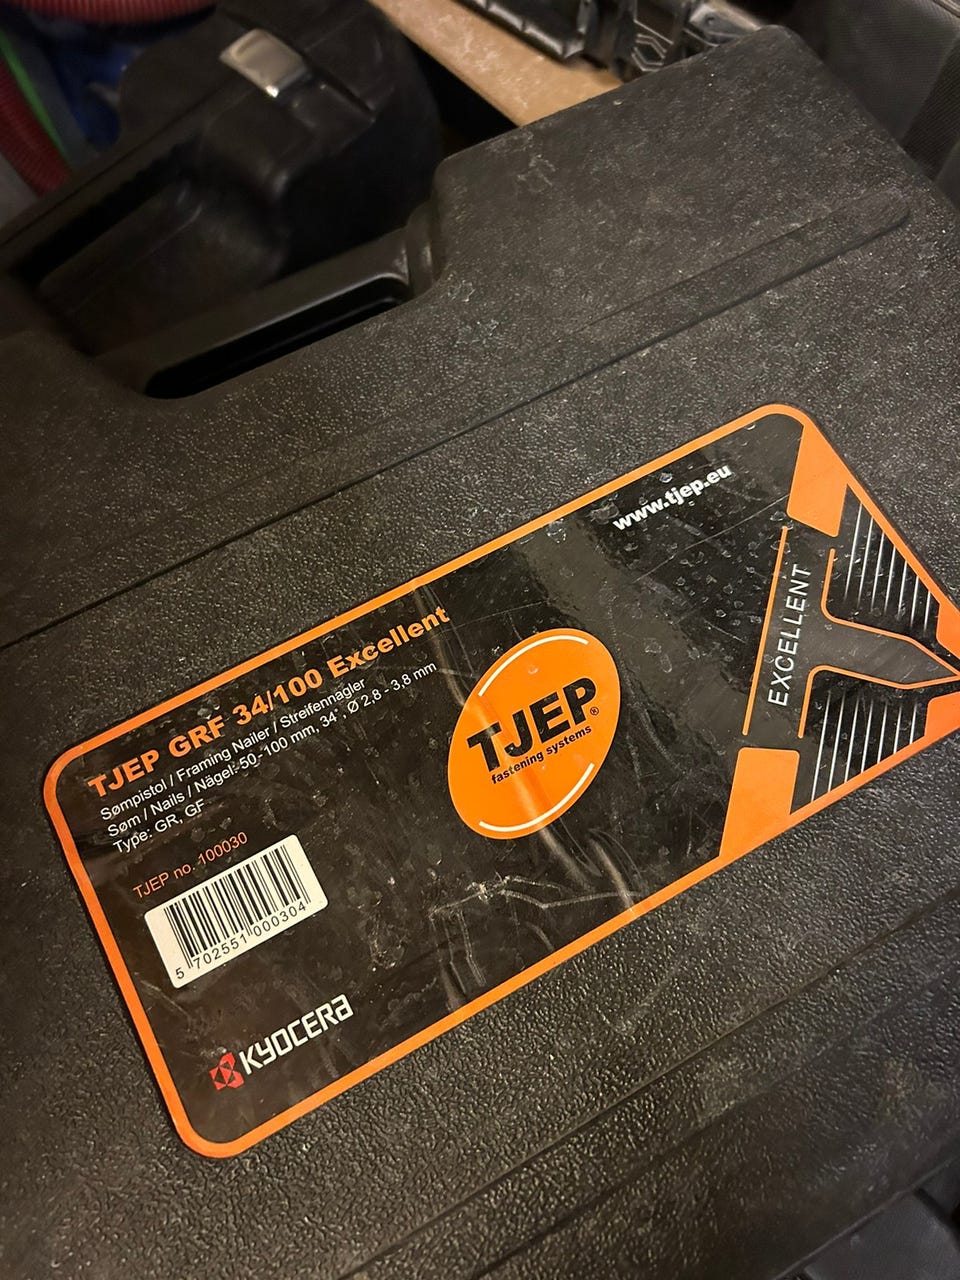 TJEP GRF 34/100 Excellent
Sømpistol / Framing Nailer / Streifennagler
Søm / Nails / Nägel: 50-100 mm, 34°, Ø 2,8 - 3,8 mm
Type: GR, GF
TJEP no. 100030
5 702551 000304
KYOCERA
TJEP®
fastening systems
www.tjep.eu
EXCELLENT